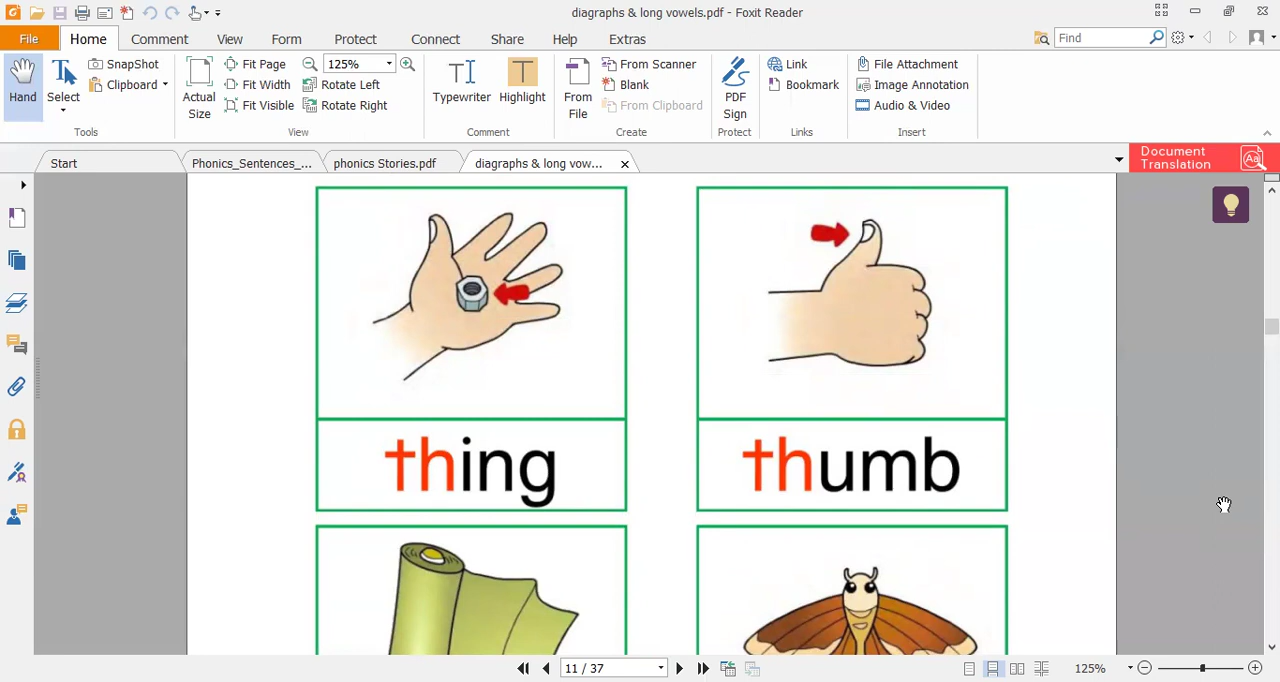 diagraphs & long vowels.pdf - Foxit Reader
File Home Comment View Form Protect Connect Share Help Extras Find
Hand
Select
SnapShot
Clipboard
Tools
Actual Size
Fit Page
Fit Width
Fit Visible
125%
Rotate Left
Rotate Right
View
Typewriter
Highlight
Comment
From File
From Scanner
Blank
From Clipboard
Create
PDF Sign
Protect
Link
Bookmark
Links
File Attachment
Image Annotation
Audio & Video
Insert
Start Phonics_Sentences_... phonics Stories.pdf diagraphs & long vow...
Document
Translation
thing thumb
11 / 37 125%